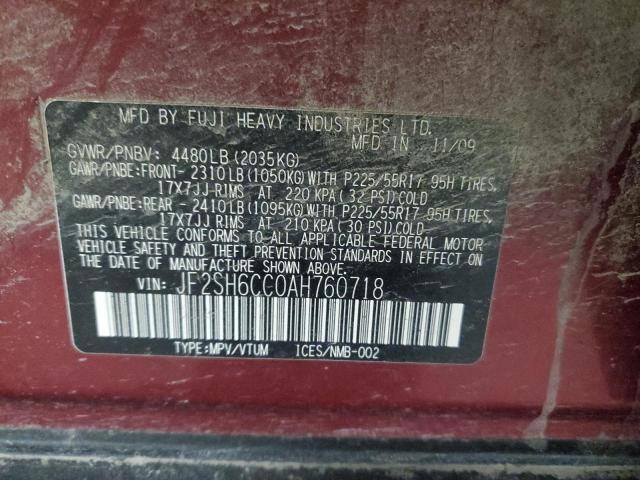 MFD BY FUJI HEAVY INDUSTRIES LTD.
MFD IN 11/09
GVWR/PNBV: 4480LB(2035KG)
GAWR/PNBE:FRONT- 2310LB(1050KG)WITH P225/55R17 95H TIRES,
17X7JJ RIMS AT 220 KPA(32 PSI)COLD
GAWR/PNBE:REAR - 2410LB(1095KG)WITH P225/55R17 95H TIRES,
17X7JJ RIMS AT 210 KPA(30 PSI)COLD
THIS VEHICLE CONFORMS TO ALL APPLICABLE FEDERAL MOTOR
VEHICLE SAFETY AND THEFT PREVENTION STANDARDS IN EFFECT ON
THE DATE OF MANUFACTURE SHOWN ABOVE.
VIN: JF2SH6CC0AH760718
TYPE:MPV/VTUM ICES/NMB-002